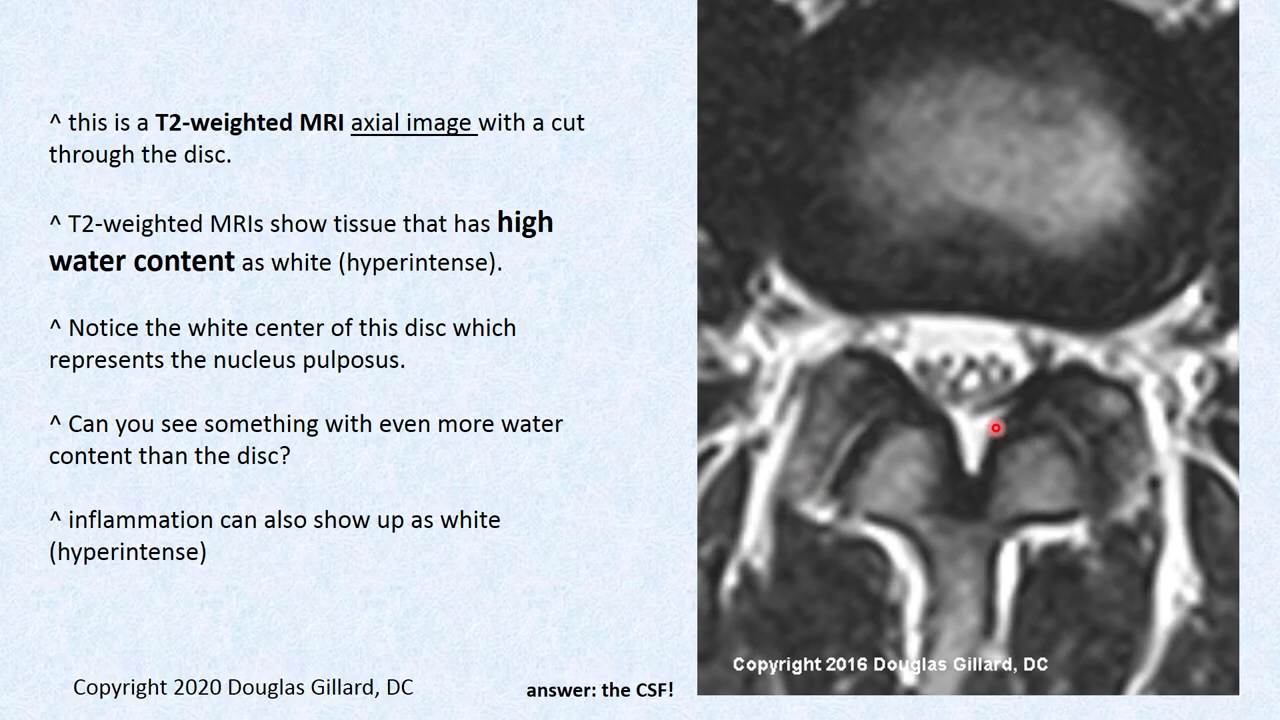 ^ this is a T2-weighted MRI axial image with a cut
through the disc.
^ T2-weighted MRIs show tissue that has high
water content as white (hyperintense).
^ Notice the white center of this disc which
represents the nucleus pulposus.
^ Can you see something with even more water
content than the disc?
^ inflammation can also show up as white
(hyperintense)
Copyright 2020 Douglas Gillard, DC
answer: the CSF!
Copyright 2016 Douglas Gillard, DC